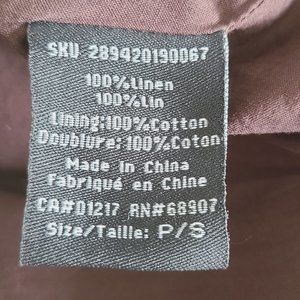 SKU 289420190067
100%Linen
100%Lin
Lining:100%Cotton
Doublure:100%Coton
Made in China
Fabriqué en Chine
CA#01217 RN#68907
Size/Taille: P/S